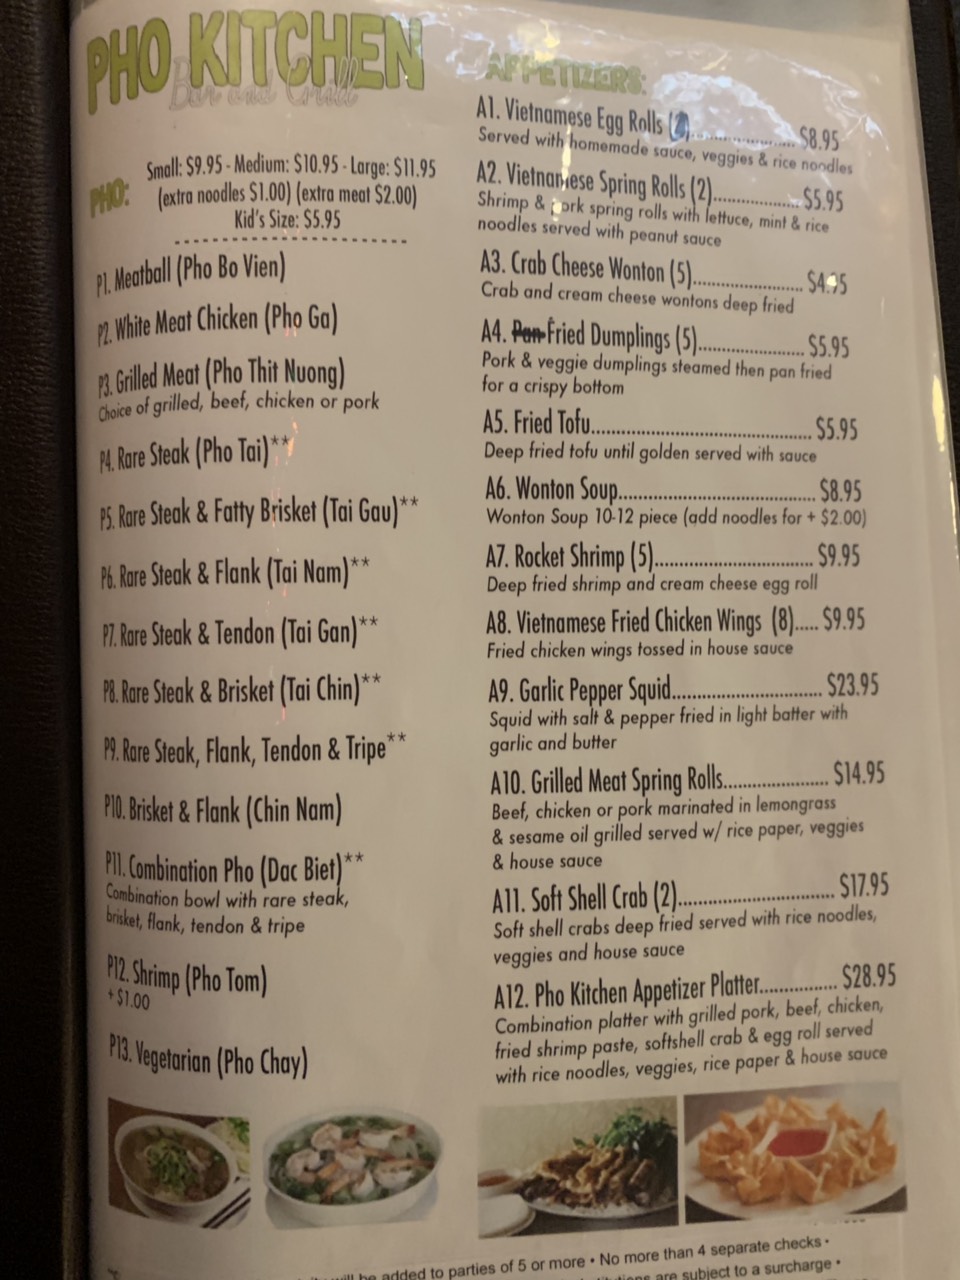 PHO KITCHEN
Bar and Grill
PHO:
Small: $9.95 - Medium: $10.95 - Large: $11.95
(extra noodles $1.00) (extra meat $2.00)
Kid's Size: $5.95
P1. Meatball (Pho Bo Vien)
P2. White Meat Chicken (Pho Ga)
P3. Grilled Meat (Pho Thit Nuong)
Choice of grilled, beef, chicken or pork
P4. Rare Steak (Pho Tai)**
P5. Rare Steak & Fatty Brisket (Tai Gau)**
P6. Rare Steak & Flank (Tai Nam)**
P7. Rare Steak & Tendon (Tai Gan)**
P8. Rare Steak & Brisket (Tai Chin)**
P9. Rare Steak, Flank, Tendon & Tripe**
P10. Brisket & Flank (Chin Nam)
P11. Combination Pho (Dac Biet)**
Combination bowl with rare steak,
brisket, flank, tendon & tripe
P12. Shrimp (Pho Tom)
+ $1.00
P13. Vegetarian (Pho Chay)
APPETIZERS:
A1. Vietnamese Egg Rolls ................... $8.95
Served with homemade sauce, veggies & rice noodles
A2. Vietnamese Spring Rolls (2)................. $5.95
Shrimp & pork spring rolls with lettuce, mint & rice
noodles served with peanut sauce
A3. Crab Cheese Wonton (5)...................... $4.95
Crab and cream cheese wontons deep fried
A4. Pan Fried Dumplings (5)..................... $5.95
Pork & veggie dumplings steamed then pan fried
for a crispy bottom
A5. Fried Tofu............................................ $5.95
Deep fried tofu until golden served with sauce
A6. Wonton Soup........................................ $8.95
Wonton Soup 10-12 piece (add noodles for + $2.00)
A7. Rocket Shrimp (5)................................ $9.95
Deep fried shrimp and cream cheese egg roll
A8. Vietnamese Fried Chicken Wings (8)..... $9.95
Fried chicken wings tossed in house sauce
A9. Garlic Pepper Squid.............................. $23.95
Squid with salt & pepper fried in light batter with
garlic and butter
A10. Grilled Meat Spring Rolls..................... $14.95
Beef, chicken or pork marinated in lemongrass
& sesame oil grilled served w/ rice paper, veggies
& house sauce
A11. Soft Shell Crab (2)............................... $17.95
Soft shell crabs deep fried served with rice noodles,
veggies and house sauce
A12. Pho Kitchen Appetizer Platter............... $28.95
Combination platter with grilled pork, beef, chicken,
fried shrimp paste, softshell crab & egg roll served
with rice noodles, veggies, rice paper & house sauce
will be added to parties of 5 or more • No more than 4 separate checks •
are subject to a surcharge •